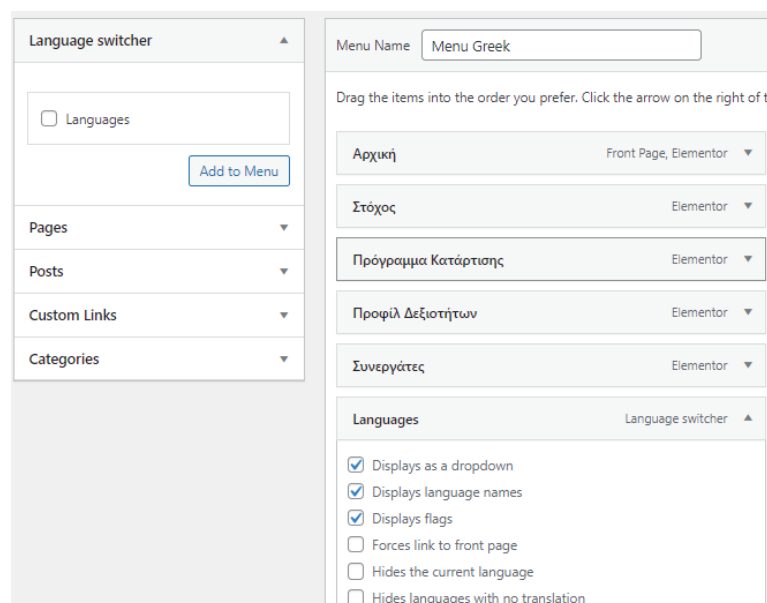 Language switcher
Languages
Add to Menu
Pages
Posts
Custom Links
Categories
Menu Name Menu Greek
Drag the items into the order you prefer. Click the arrow on the right of t
Αρχική Front Page, Elementor
Στόχος Elementor
Πρόγραμμα Κατάρτισης Elementor
Προφίλ Δεξιοτήτων Elementor
Συνεργάτες Elementor
Languages Language switcher
Displays as a dropdown
Displays language names
Displays flags
Forces link to front page
Hides the current language
Hides languages with no translation